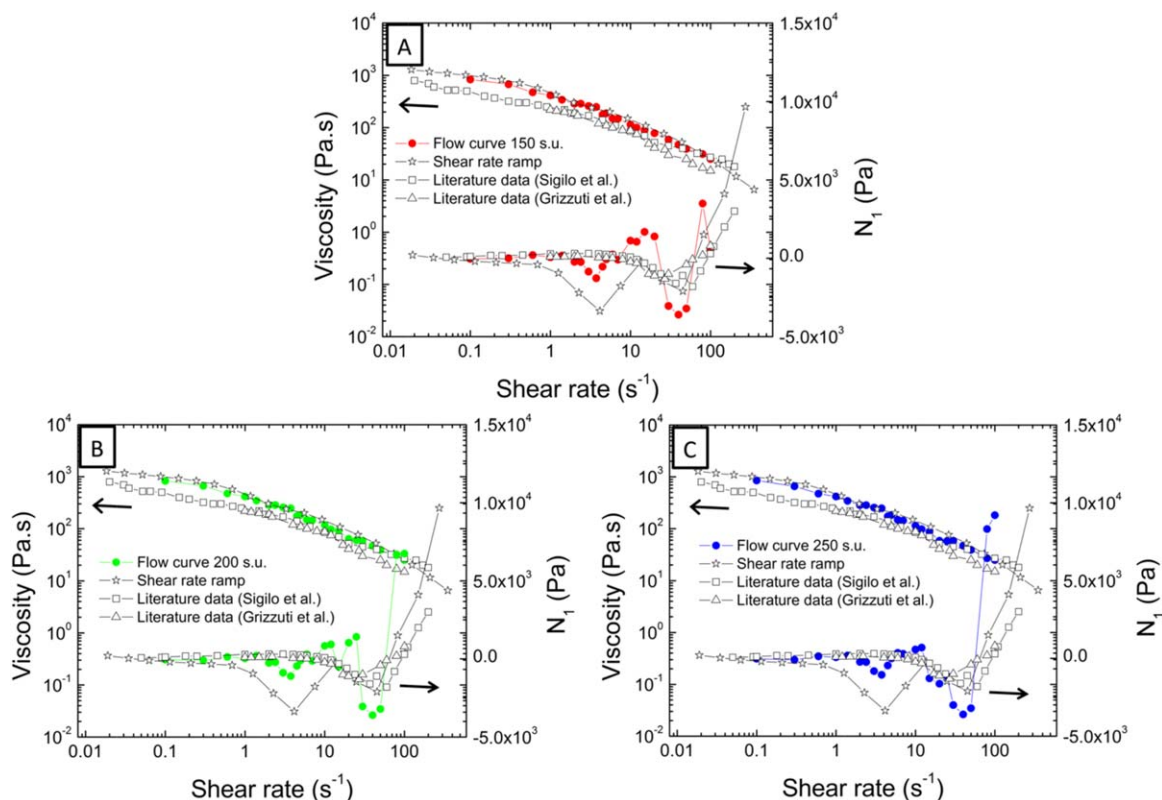 A
Viscosity (Pa.s)
10⁴
10³
10²
10¹
10⁰
10⁻¹
10⁻²
Flow curve 150 s.u.
Shear rate ramp
Literature data (Sigilo et al.)
Literature data (Grizzuti et al.)
1.5x10⁴
1.0x10⁴
5.0x10³
0.0
-5.0x10³
N₁ (Pa)
0.01 0.1 1 10 100
Shear rate (s⁻¹)
B
Viscosity (Pa.s)
10⁴
10³
10²
10¹
10⁰
10⁻¹
10⁻²
Flow curve 200 s.u.
Shear rate ramp
Literature data (Sigilo et al.)
Literature data (Grizzuti et al.)
1.5x10⁴
1.0x10⁴
5.0x10³
0.0
-5.0x10³
N₁ (Pa)
0.01 0.1 1 10 100
Shear rate (s⁻¹)
C
Viscosity (Pa.s)
10⁴
10³
10²
10¹
10⁰
10⁻¹
10⁻²
Flow curve 250 s.u.
Shear rate ramp
Literature data (Sigilo et al.)
Literature data (Grizzuti et al.)
1.5x10⁴
1.0x10⁴
5.0x10³
0.0
-5.0x10³
N₁ (Pa)
0.01 0.1 1 10 100
Shear rate (s⁻¹)